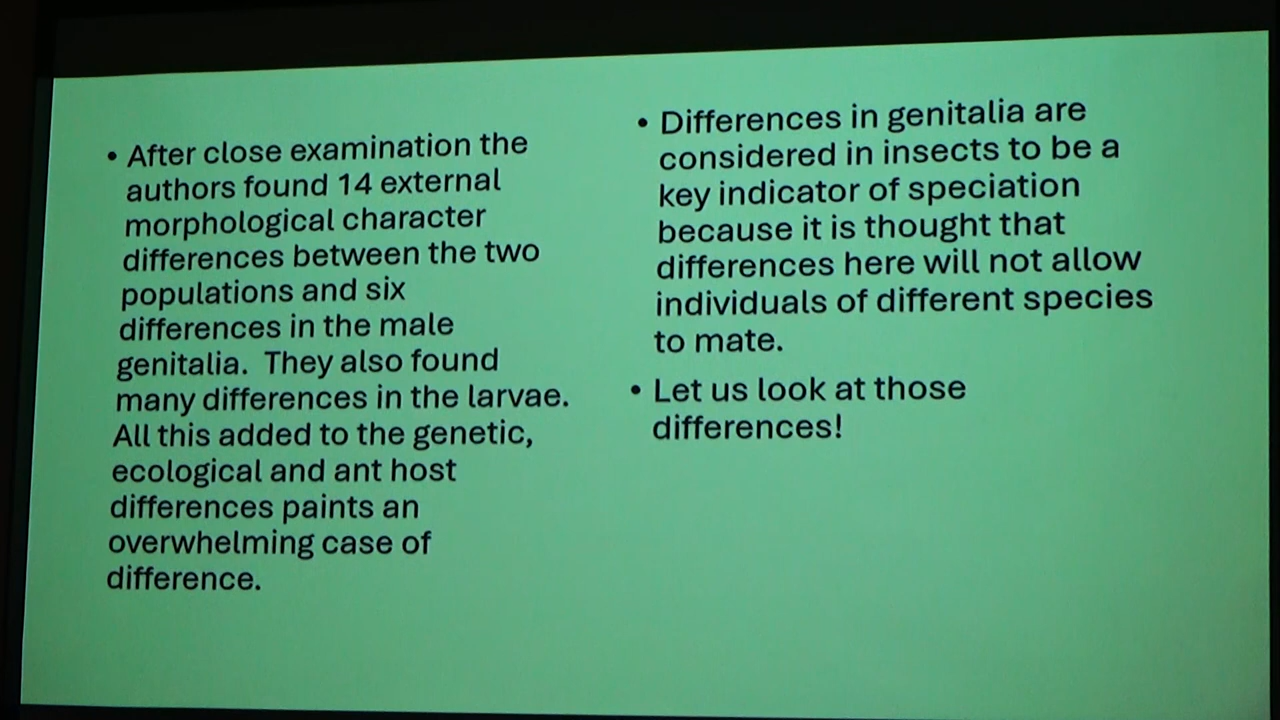 • After close examination the
authors found 14 external
morphological character
differences between the two
populations and six
differences in the male
genitalia.  They also found
many differences in the larvae.
All this added to the genetic,
ecological and ant host
differences paints an
overwhelming case of
difference.
• Differences in genitalia are
considered in insects to be a
key indicator of speciation
because it is thought that
differences here will not allow
individuals of different species
to mate.
• Let us look at those
differences!